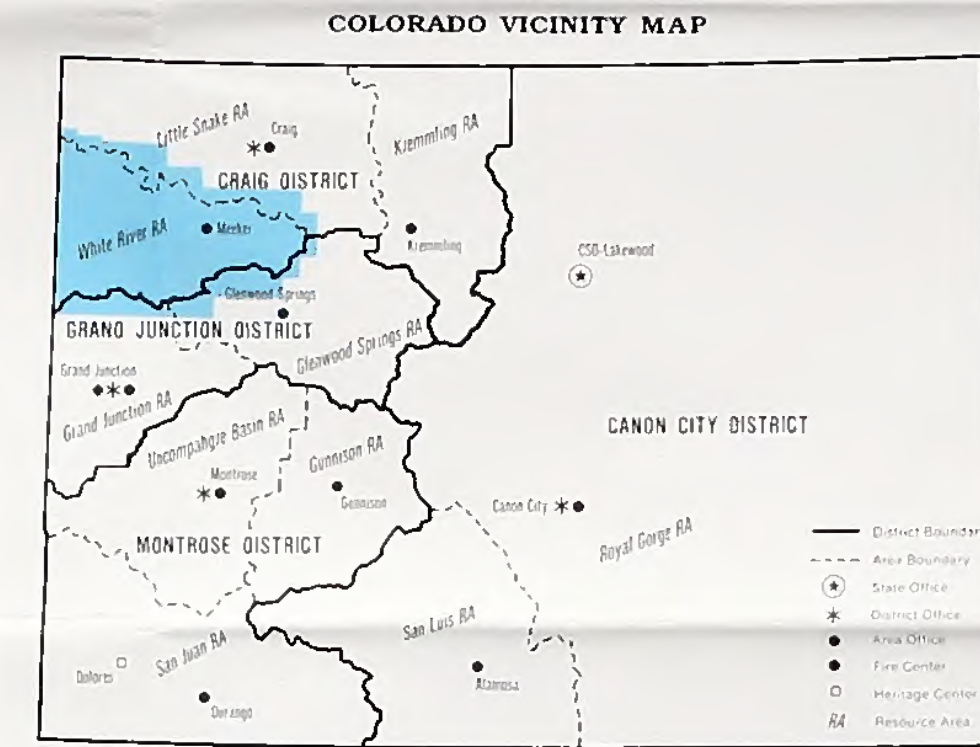 COLORADO VICINITY MAP
Little Snake RA
Craig
Kremmling RA
CRAIG DISTRICT
White River RA
Meeker
Kremmling
CSO-Lakewood
Glenwood Springs
GRAND JUNCTION DISTRICT
Glenwood Springs RA
Grand Junction
Grand Junction RA
Uncompahgre Basin RA
Gunnison RA
CANON CITY DISTRICT
Montrose
Gunnison
Canon City
Royal Gorge RA
MONTROSE DISTRICT
District Boundar
Area Boundary
State Office
District Office
Area Office
Fire Center
Heritage Center
RA Resource Area
San Luis RA
San Juan RA
Dolores
Alamosa
Durango